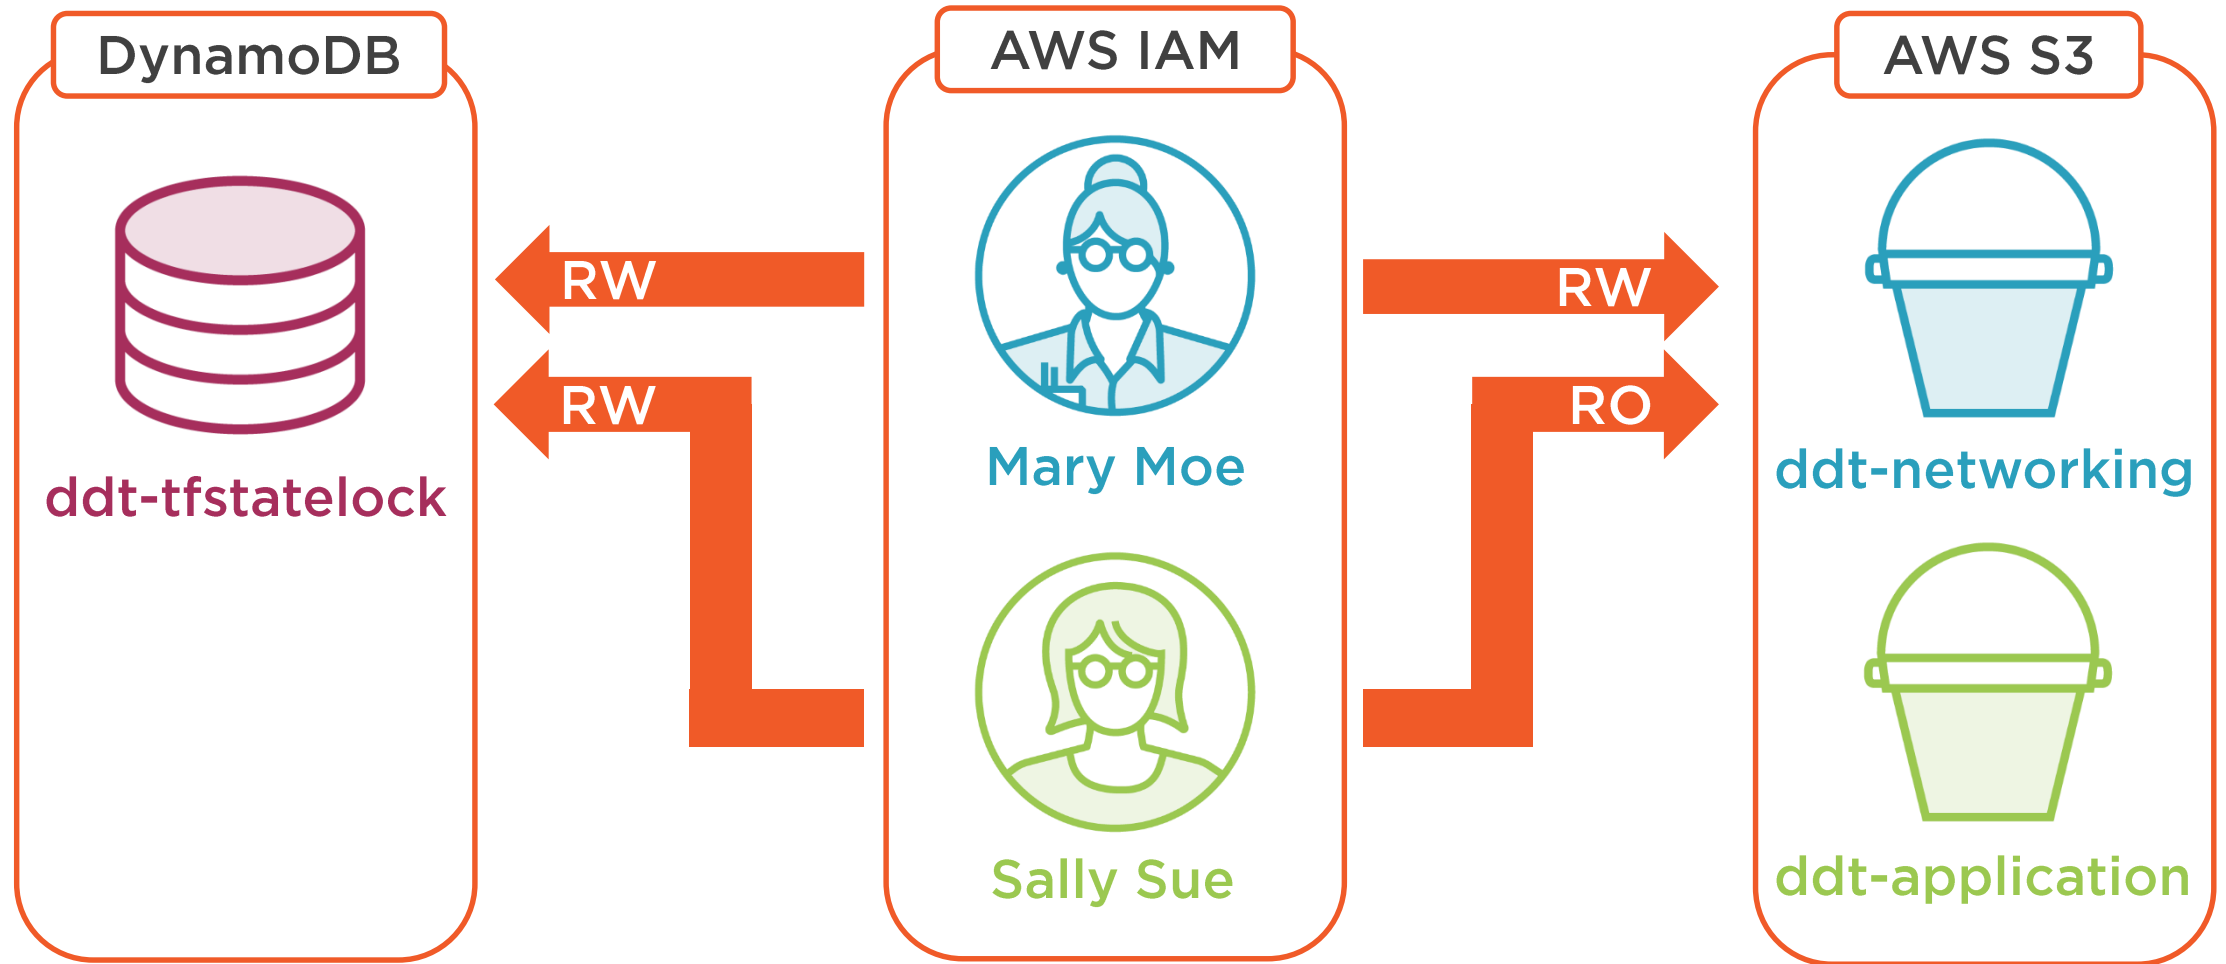 DynamoDB
ddt-tfstatelock
RW
RW
AWS IAM
Mary Moe
Sally Sue
RW
RO
AWS S3
ddt-networking
ddt-application